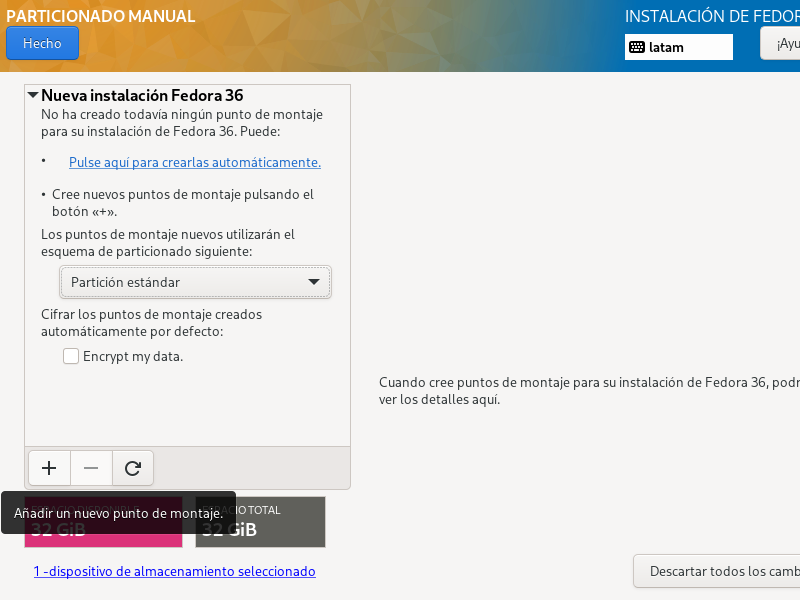 PARTICIONADO MANUAL
INSTALACIÓN DE FEDOR
Hecho
latam
¡Ayu
Nueva instalación Fedora 36
No ha creado todavía ningún punto de montaje
para su instalación de Fedora 36. Puede:
• Pulse aquí para crearlas automáticamente.
• Cree nuevos puntos de montaje pulsando el
botón «+».
Los puntos de montaje nuevos utilizarán el
esquema de particionado siguiente:
Partición estándar
Cifrar los puntos de montaje creados
automáticamente por defecto:
Encrypt my data.
Cuando cree puntos de montaje para su instalación de Fedora 36, podr
ver los detalles aquí.
ESPACIO DISPONIBLE
ESPACIO TOTAL
Añadir un nuevo punto de montaje.
32 GiB
32 GiB
1 -dispositivo de almacenamiento seleccionado
Descartar todos los camb